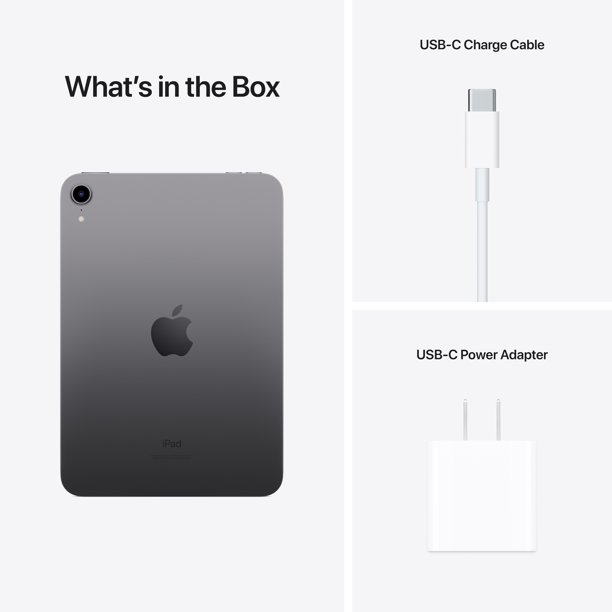 What's in the Box
iPad
USB-C Charge Cable
USB-C Power Adapter